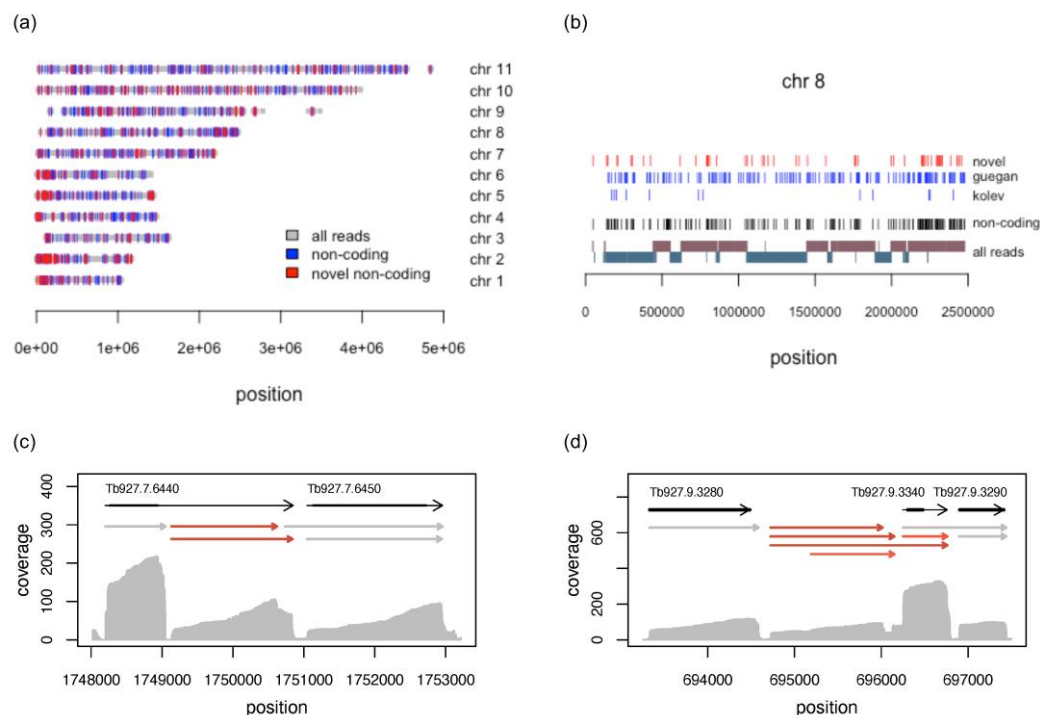 (a)
chr 11
chr 10
chr 9
chr 8
chr 7
chr 6
chr 5
chr 4
chr 3
chr 2
chr 1
all reads
non-coding
novel non-coding
0e+00 1e+06 2e+06 3e+06 4e+06 5e+06
position
(b)
chr 8
novel
guegan
kolev
non-coding
all reads
0 500000 1000000 1500000 2000000 2500000
position
(c)
400
300
200
100
0
coverage
Tb927.7.6440 Tb927.7.6450
1748000 1749000 1750000 1751000 1752000 1753000
position
(d)
600
200
0
coverage
Tb927.9.3280 Tb927.9.3340 Tb927.9.3290
694000 695000 696000 697000
position